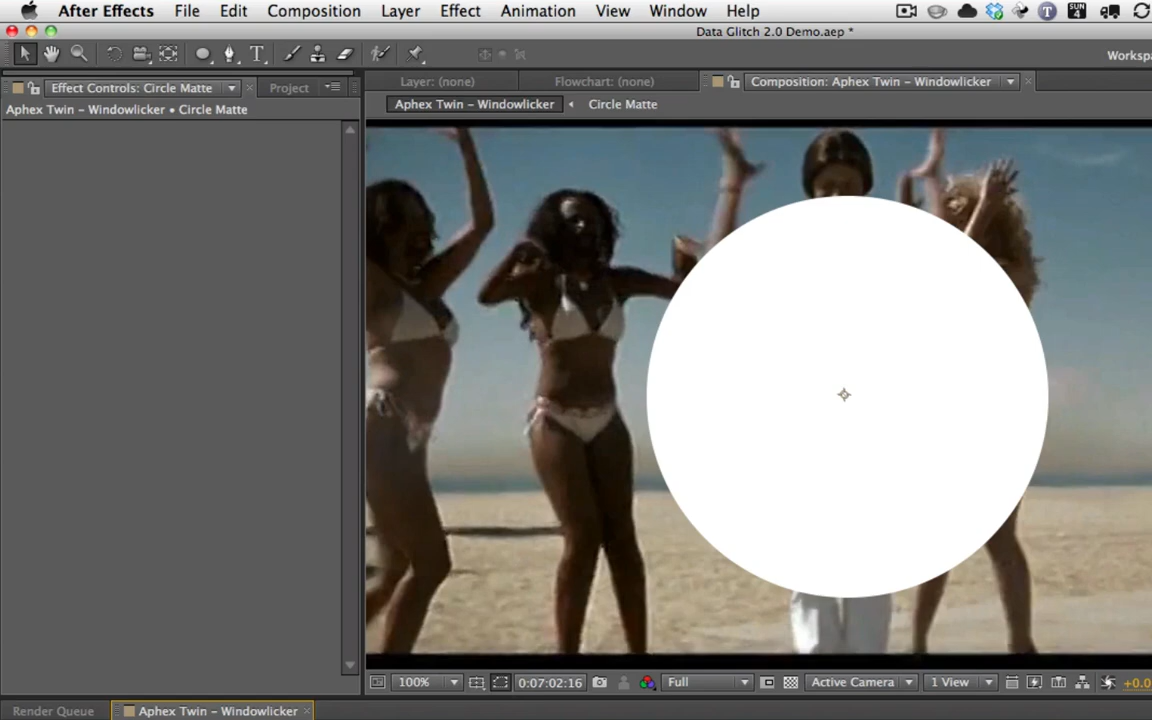 After Effects File Edit Composition Layer Effect Animation View Window Help SUN 4
Data Glitch 2.0 Demo.aep *
Workspa
Effect Controls: Circle Matte Project Layer: (none) Flowchart: (none) Composition: Aphex Twin – Windowlicker
Aphex Twin – Windowlicker • Circle Matte Aphex Twin – Windowlicker Circle Matte
100% 0:07:02:16 Full Active Camera 1 View +0.0
Render Queue Aphex Twin – Windowlicker